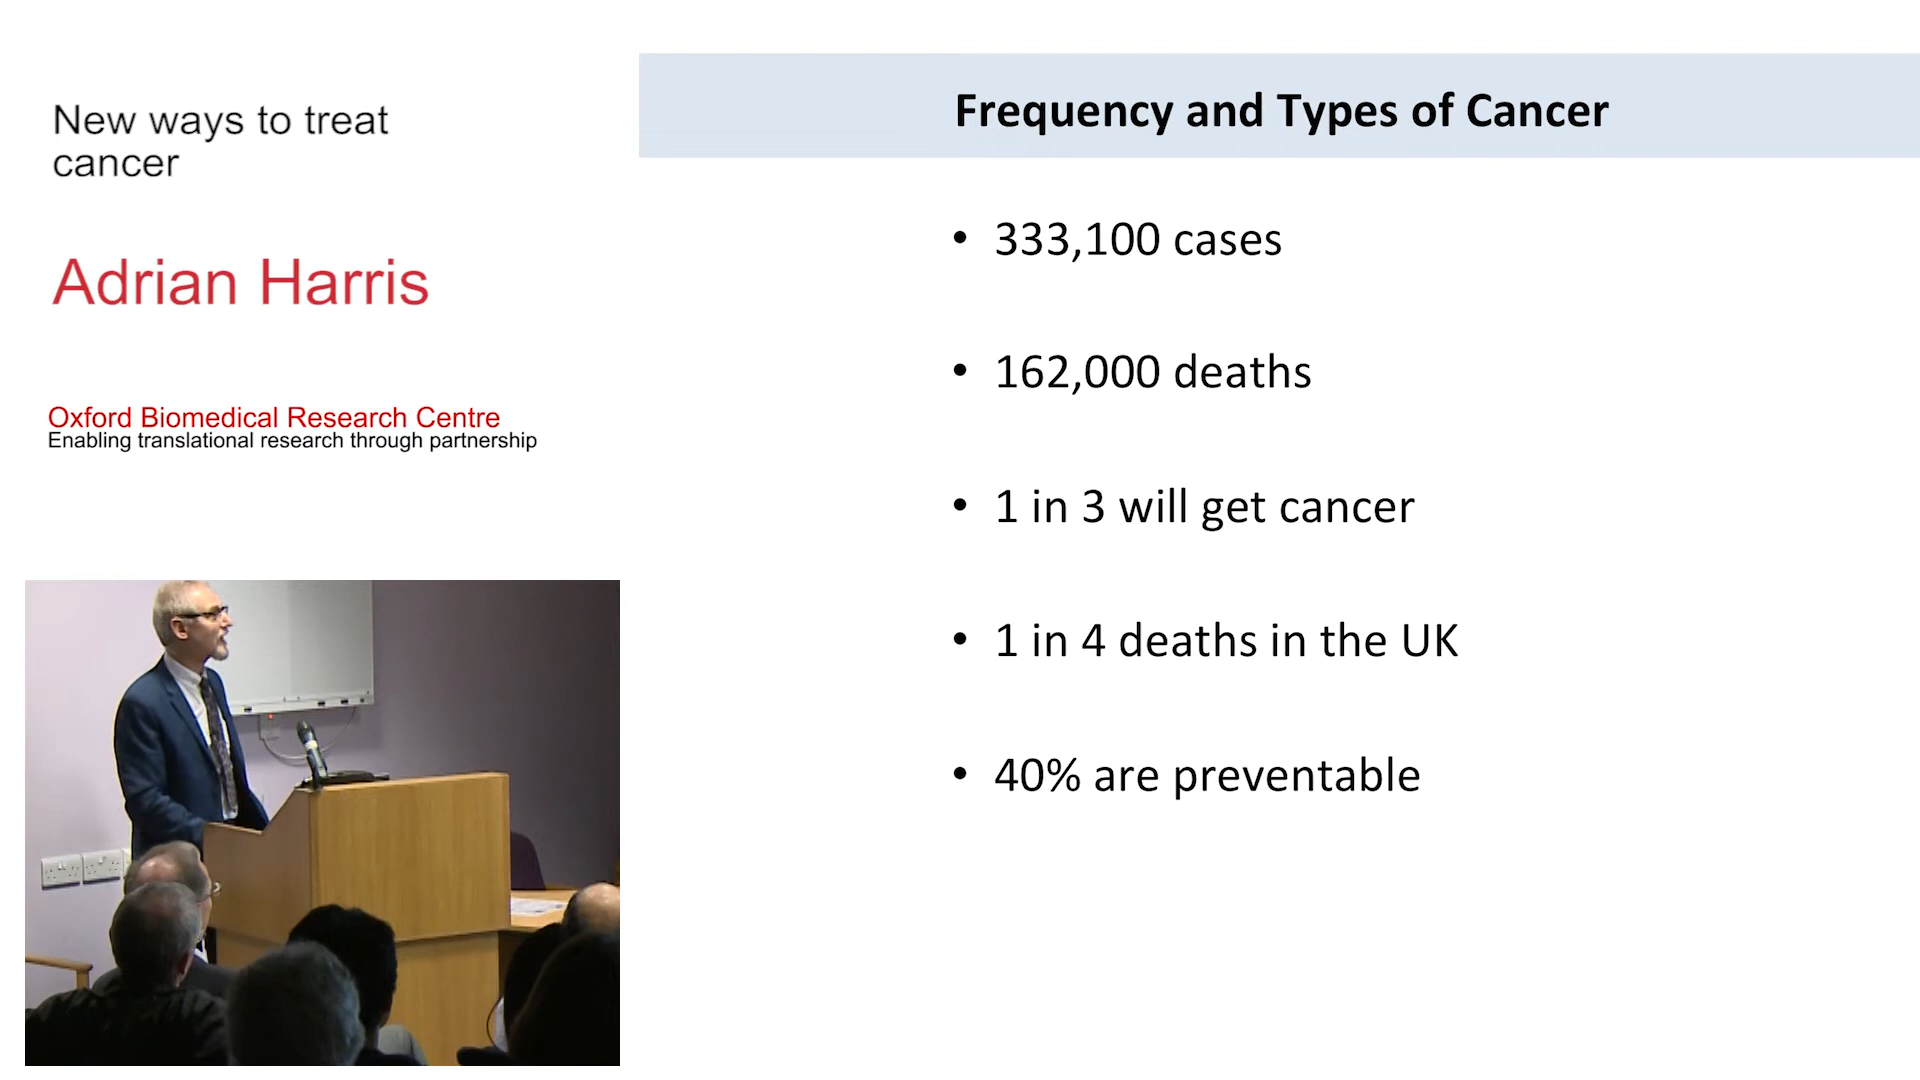 New ways to treat
cancer
Adrian Harris
Oxford Biomedical Research Centre
Enabling translational research through partnership
Frequency and Types of Cancer
• 333,100 cases
• 162,000 deaths
• 1 in 3 will get cancer
• 1 in 4 deaths in the UK
• 40% are preventable